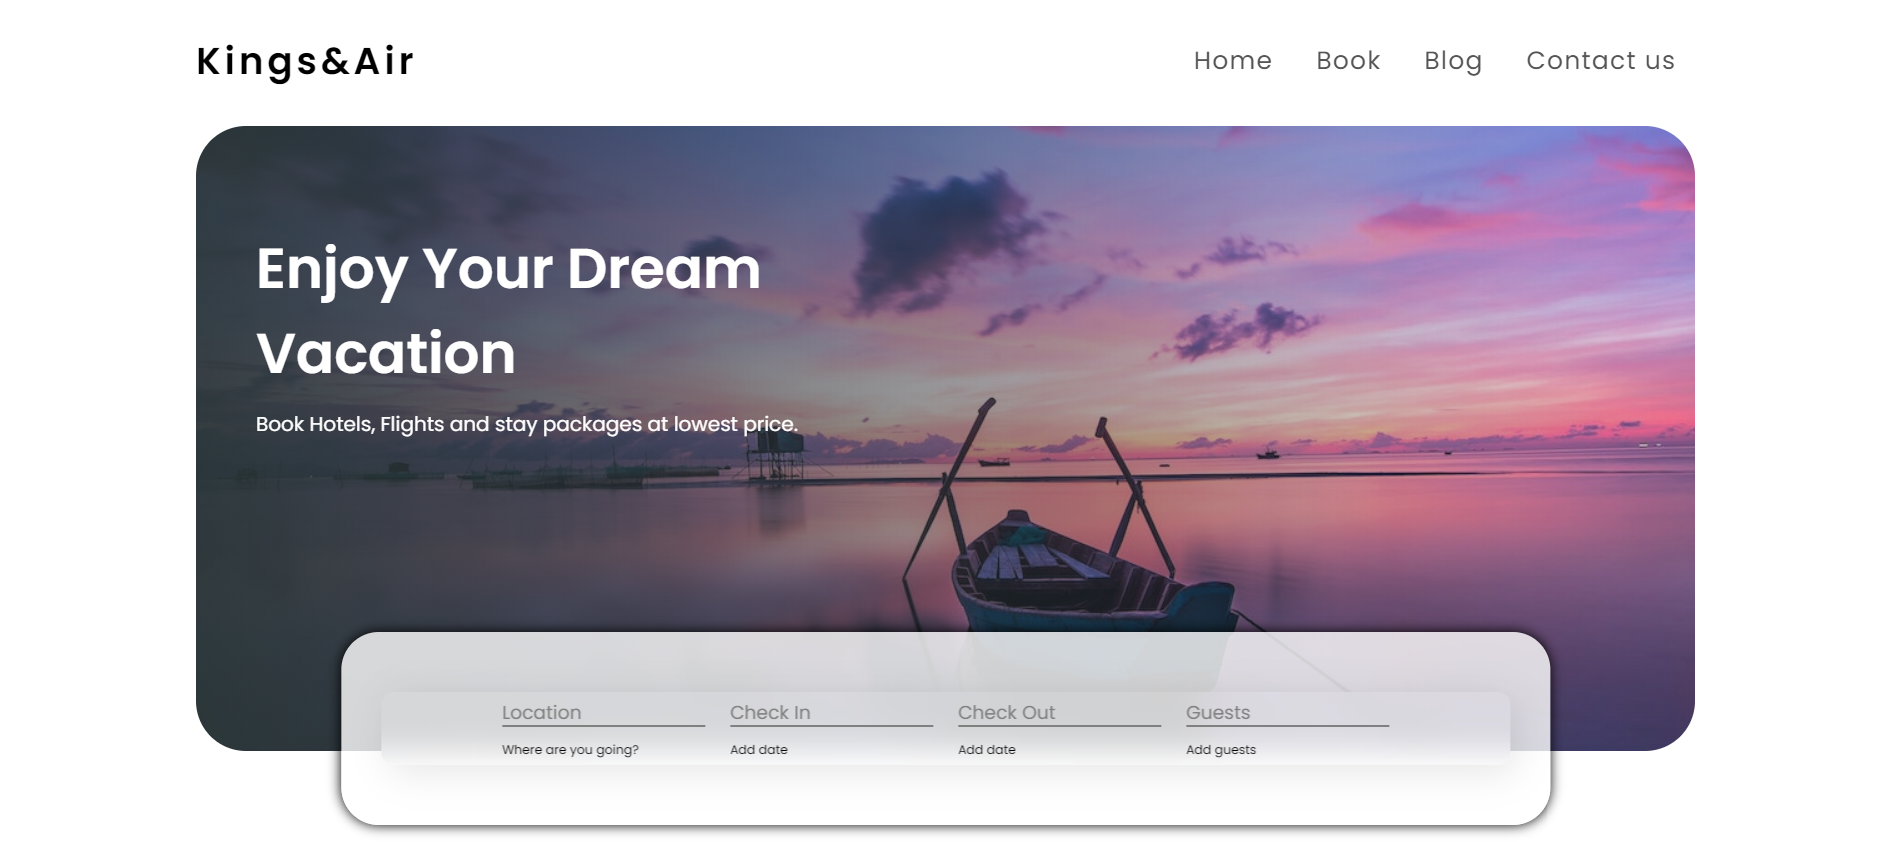 Kings&Air
Home Book Blog Contact us
Enjoy Your Dream
Vacation
Book Hotels, Flights and stay packages at lowest price.
Location Check In Check Out Guests
Where are you going? Add date Add date Add guests